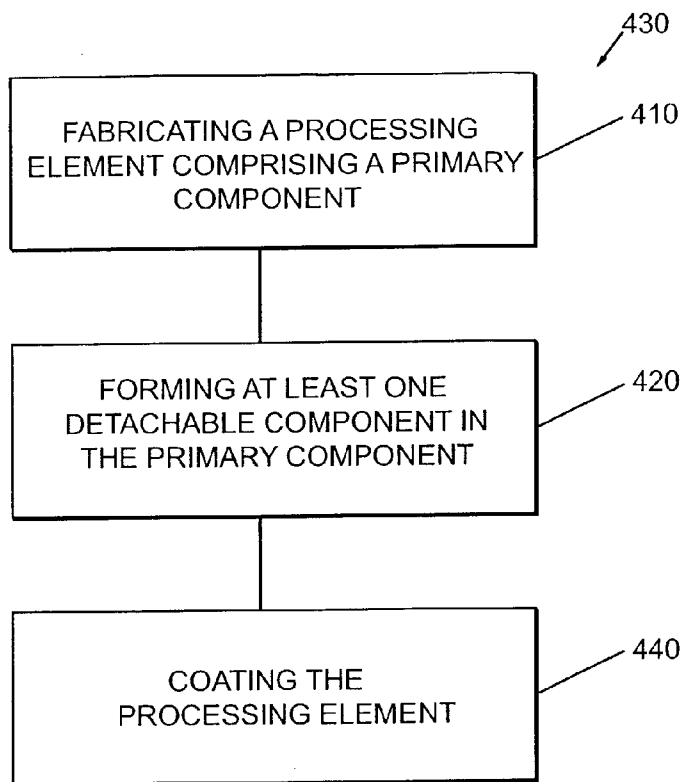 430
410
FABRICATING A PROCESSING
ELEMENT COMPRISING A PRIMARY
COMPONENT
420
FORMING AT LEAST ONE
DETACHABLE COMPONENT IN
THE PRIMARY COMPONENT
440
COATING THE
PROCESSING ELEMENT